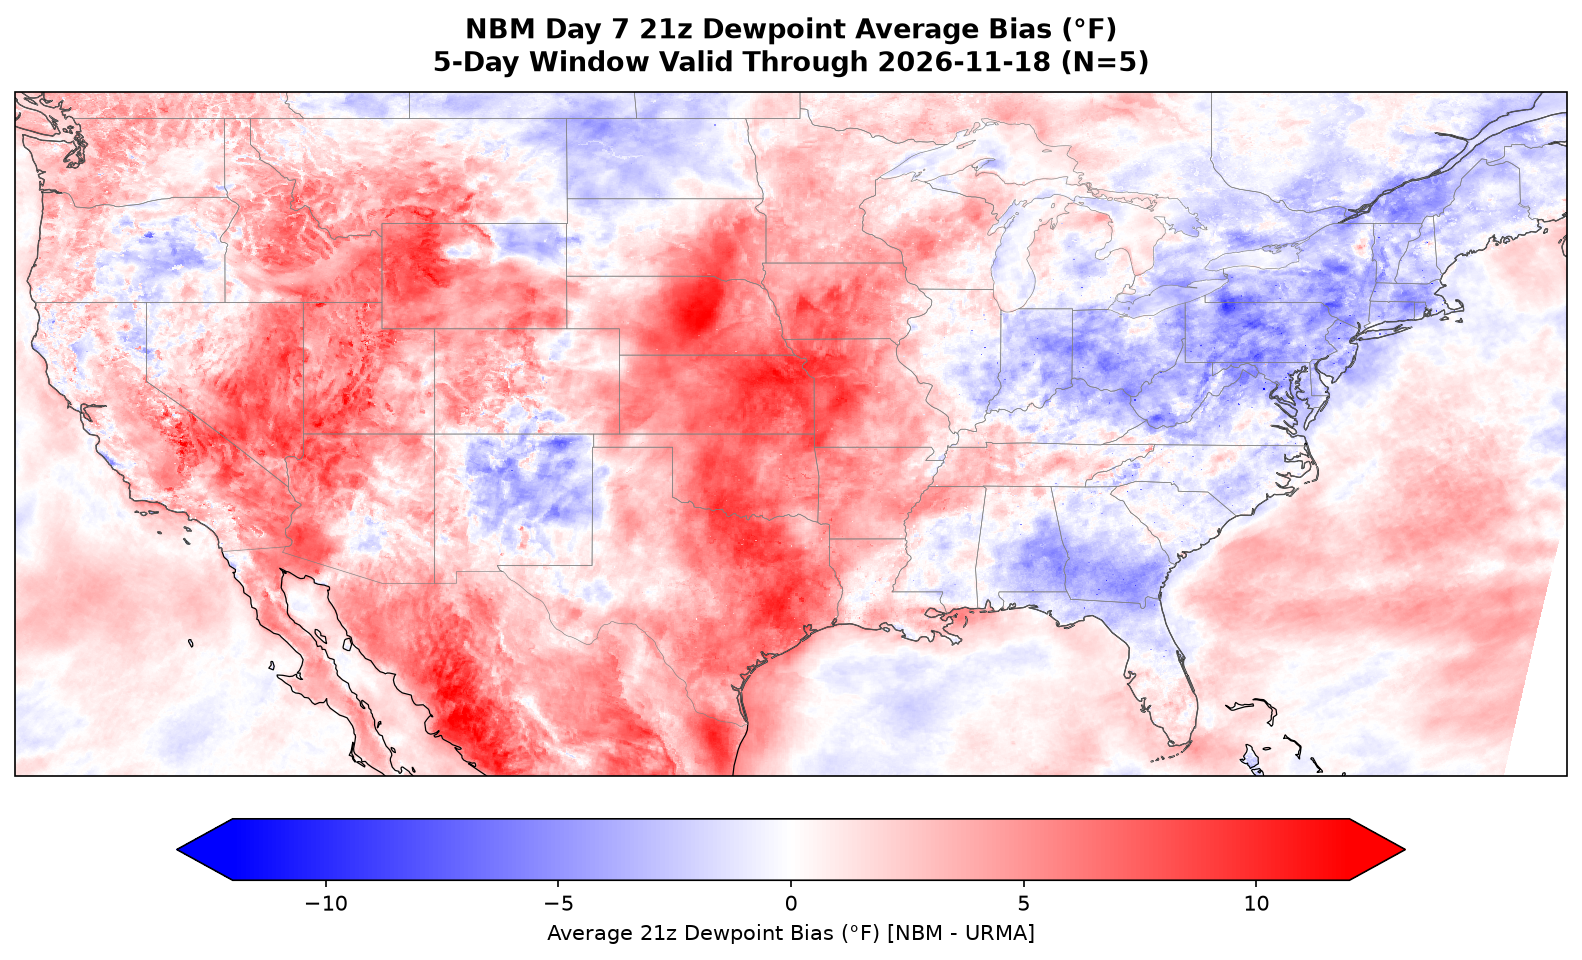 NBM Day 7 21z Dewpoint Average Bias (°F)
5-Day Window Valid Through 2026-11-18 (N=5)
−10 −5 0 5 10
Average 21z Dewpoint Bias (°F) [NBM - URMA]